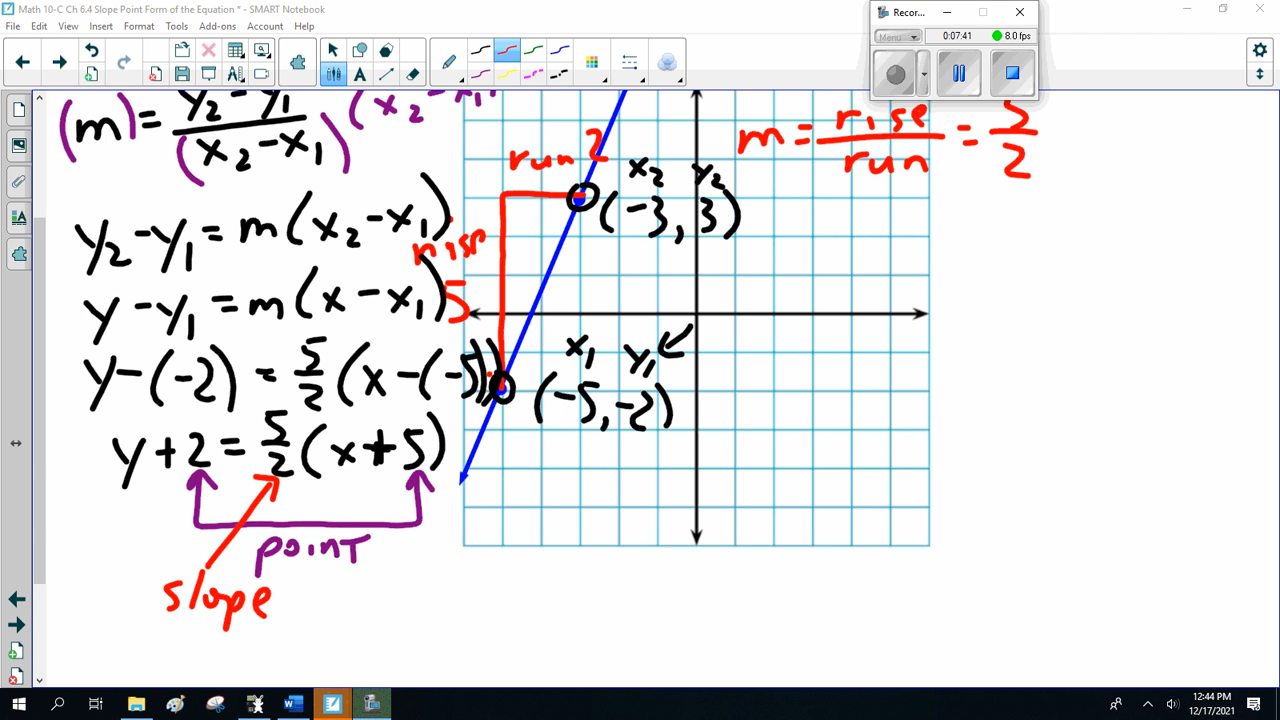 Math 10-C Ch 6.4 Slope Point Form of the Equation * - SMART Notebook
File Edit View Insert Format Tools Add-ons Account Help
Recor...
Menu 0:07:41 8.0 fps
(m) = y₂ - y₁ / (x₂ - x₁) (x₂ - x₁)
y₂ - y₁ = m(x₂ - x₁)
y - y₁ = m(x - x₁)
y - (-2) = 5/2 (x - (-5))
y + 2 = 5/2 (x + 5)
point
slope
run 2
rise
5
x₂ y₂
(-3, 3)
x₁ y₁
(-5, -2)
m = rise/run = 5/2
12:44 PM
12/17/2021